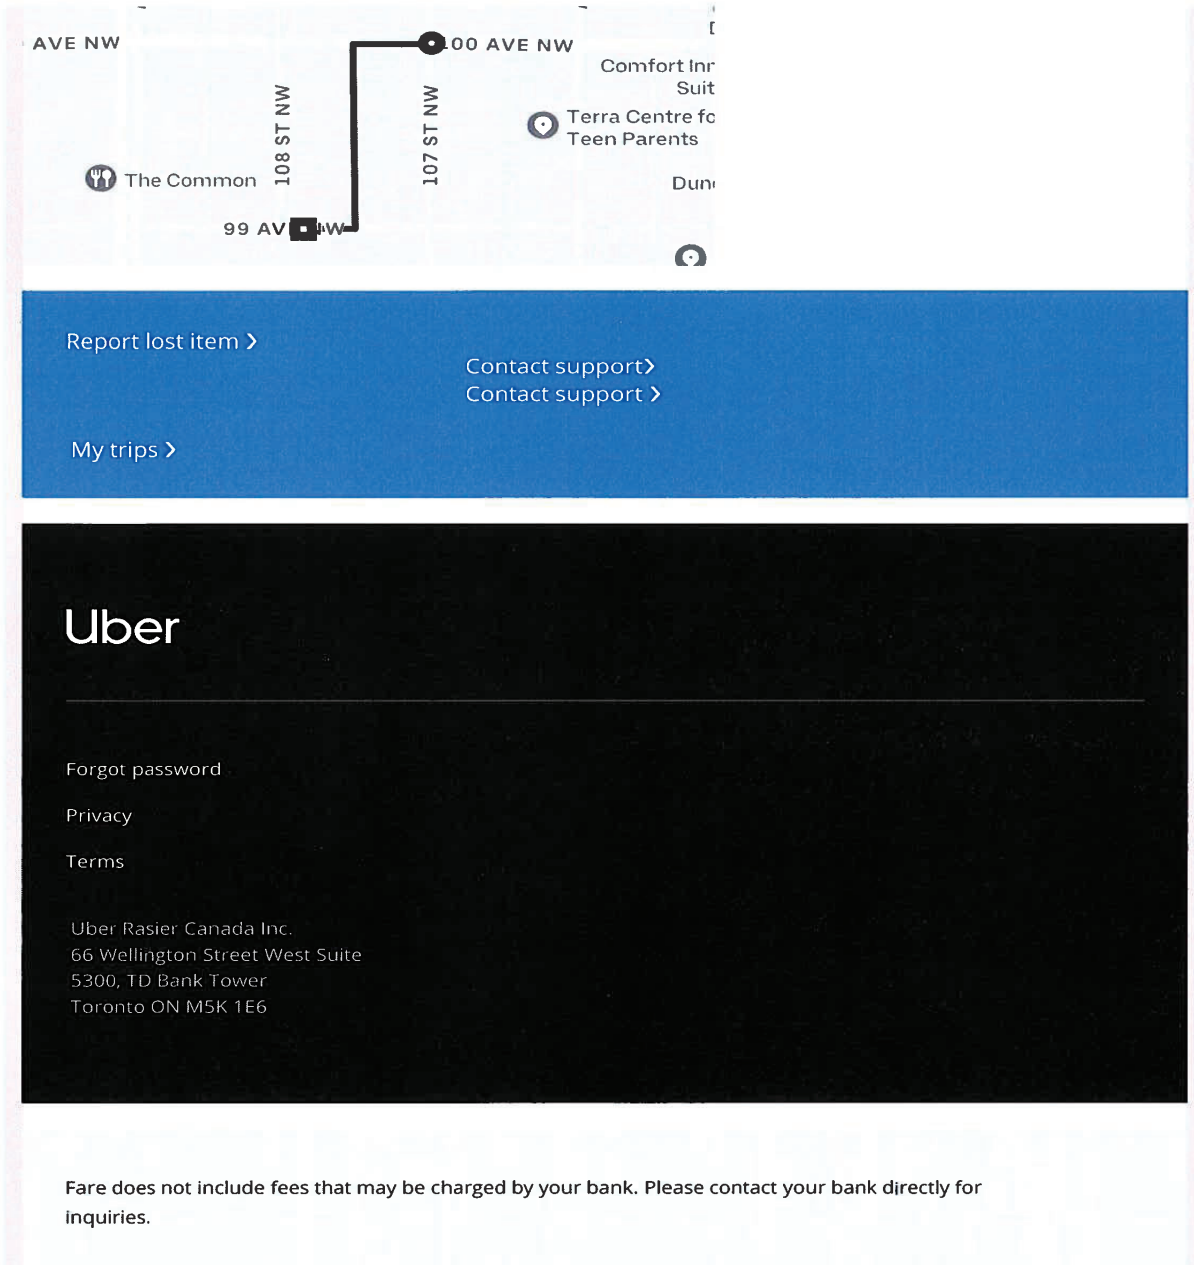 AVE NW
100 AVE NW
Comfort Inn
Suit
108 ST NW
107 ST NW
Terra Centre fo
Teen Parents
The Common
Dun
99 AVE NW
Report lost item ❯
Contact support❯
Contact support ❯
My trips ❯
Uber
Forgot password
Privacy
Terms
Uber Rasier Canada Inc.
66 Wellington Street West Suite
5300, TD Bank Tower
Toronto ON M5K 1E6
Fare does not include fees that may be charged by your bank. Please contact your bank directly for
inquiries.